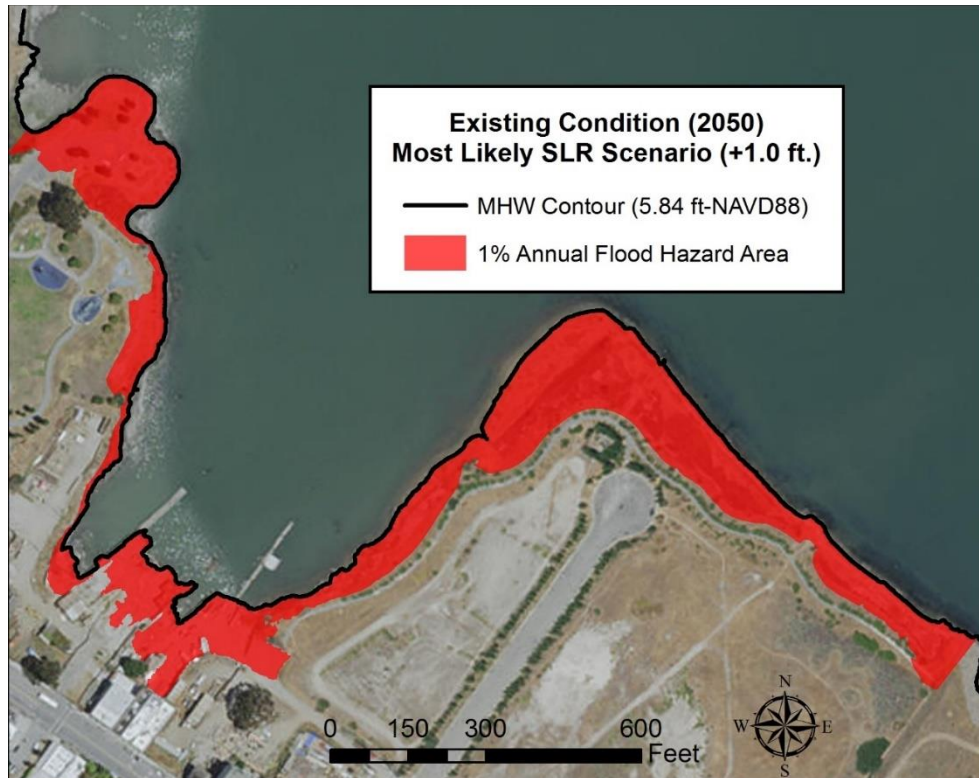 Existing Condition (2050)
Most Likely SLR Scenario (+1.0 ft.)
MHW Contour (5.84 ft-NAVD88)
1% Annual Flood Hazard Area
N
W E
S
0 150 300 600
Feet